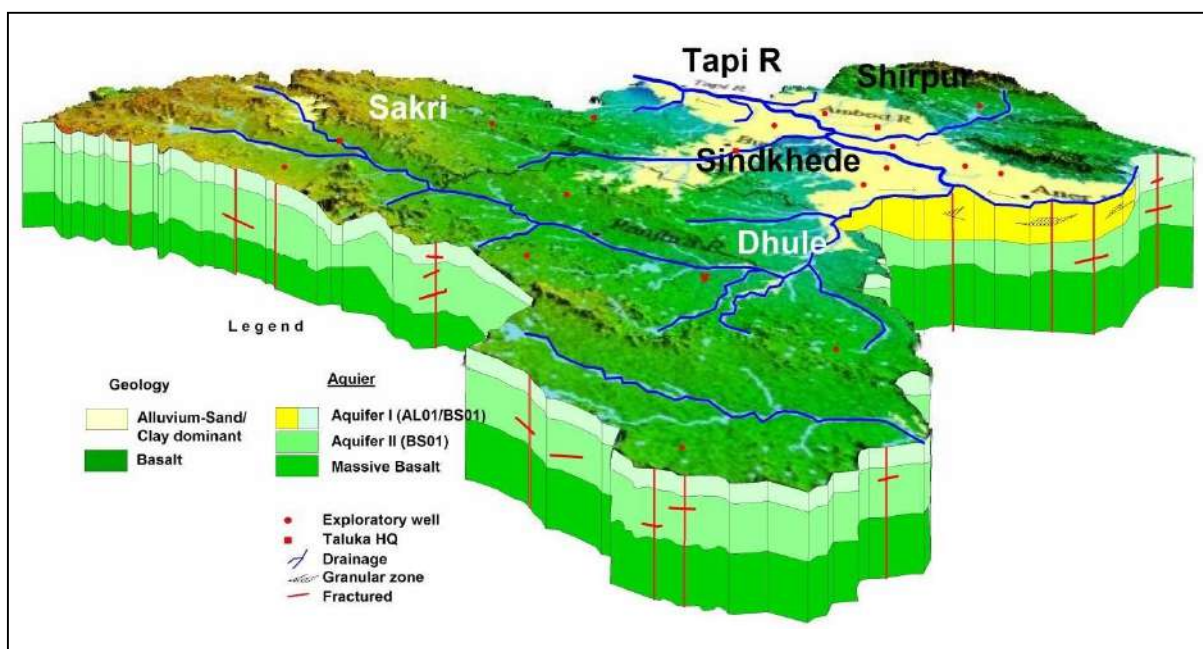 Tapi R
Shirpur
Sakri
Tapi R.
Ambod R
Sindkhede
Aner
Dhule
Legend
Geology
Alluvium-Sand/
Clay dominant
Basalt
Aquier
Aquifer I (AL01/BS01)
Aquifer II (BS01)
Massive Basalt
Exploratory well
Taluka HQ
Drainage
Granular zone
Fractured